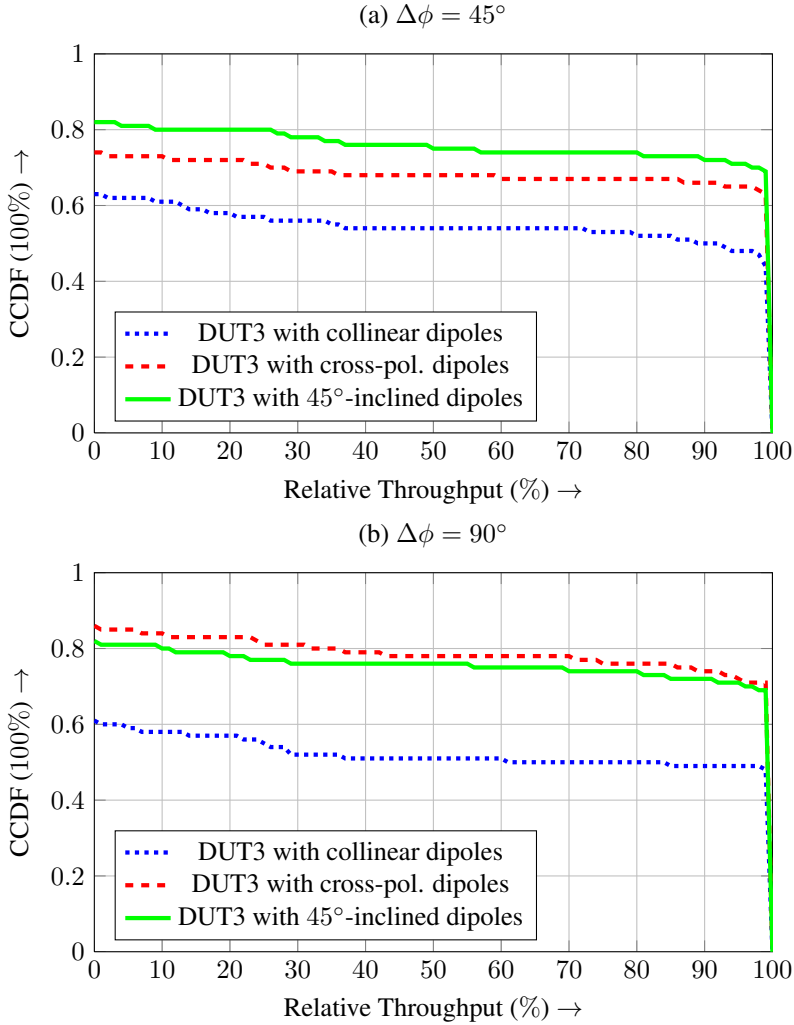 (a) Δϕ = 45°
1
0.8
0.6
0.4
0.2
0
CCDF (100%) →
DUT3 with collinear dipoles
DUT3 with cross-pol. dipoles
DUT3 with 45°-inclined dipoles
0 10 20 30 40 50 60 70 80 90 100
Relative Throughput (%) →
(b) Δϕ = 90°
1
0.8
0.6
0.4
0.2
0
CCDF (100%) →
DUT3 with collinear dipoles
DUT3 with cross-pol. dipoles
DUT3 with 45°-inclined dipoles
0 10 20 30 40 50 60 70 80 90 100
Relative Throughput (%) →